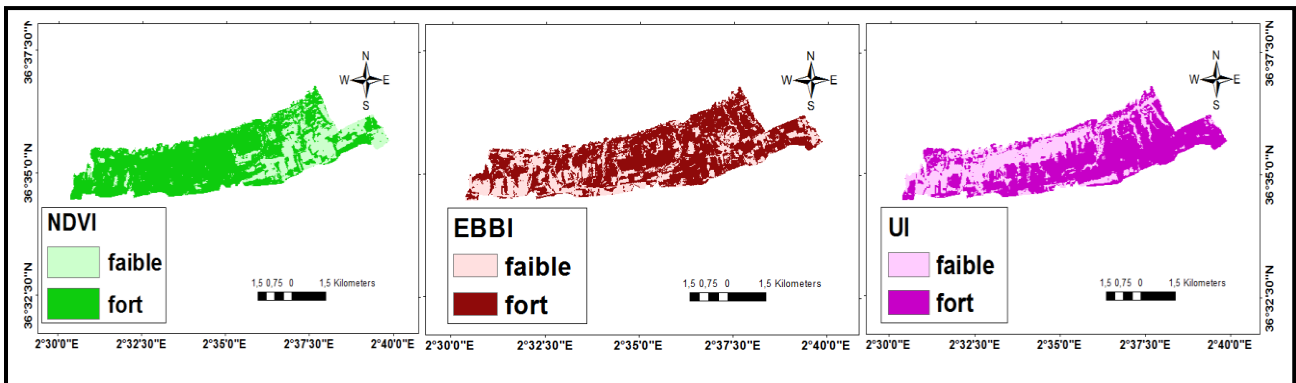 36°37'30"N
36°35'0"N
36°32'30"N
N
W
E
S
NDVI
faible
fort
1,5 0,75 0 1,5 Kilometers
2°30'0"E 2°32'30"E 2°35'0"E 2°37'30"E 2°40'0"E
N
W
E
S
EBBI
faible
fort
1,5 0,75 0 1,5 Kilometers
2°30'0"E 2°32'30"E 2°35'0"E 2°37'30"E 2°40'0"E
N
W
E
S
UI
faible
fort
1,5 0,75 0 1,5 Kilometers
2°30'0"E 2°32'30"E 2°35'0"E 2°37'30"E 2°40'0"E
36°37'30"N
36°35'0"N
36°32'30"N